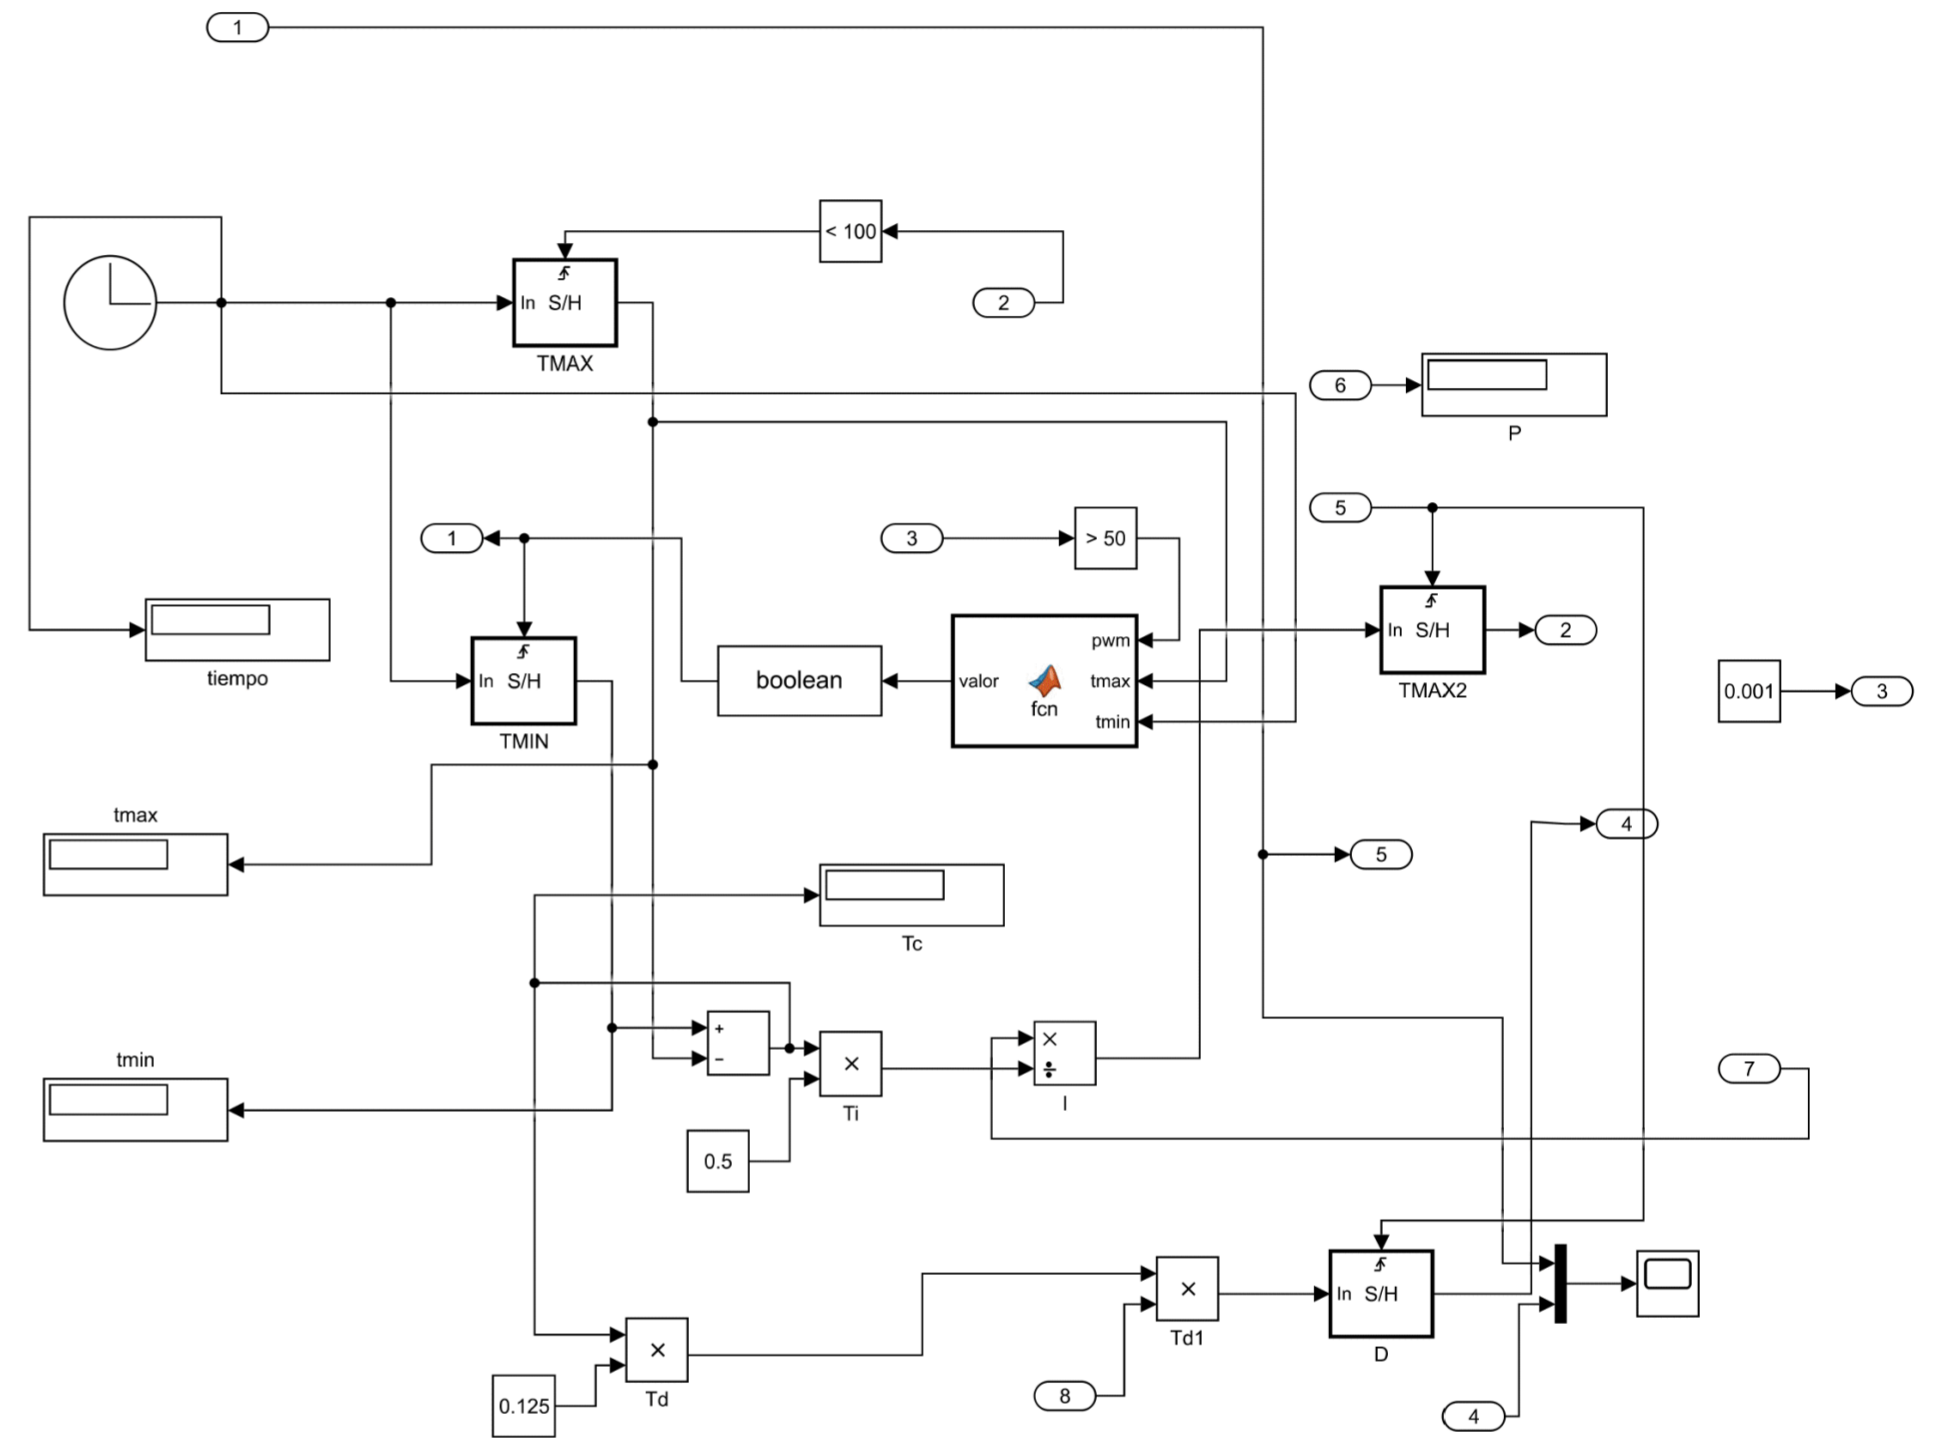 1
< 100
In S/H
TMAX
2
6
P
5
1
3
> 50
In S/H
TMAX2
2
tiempo
In S/H
TMIN
boolean
valor
fcn
pwm
tmax
tmin
0.001
3
tmax
4
5
Tc
tmin
+
−
×
Ti
×
÷
I
7
0.5
0.125
×
Td
×
Td1
8
In S/H
D
4